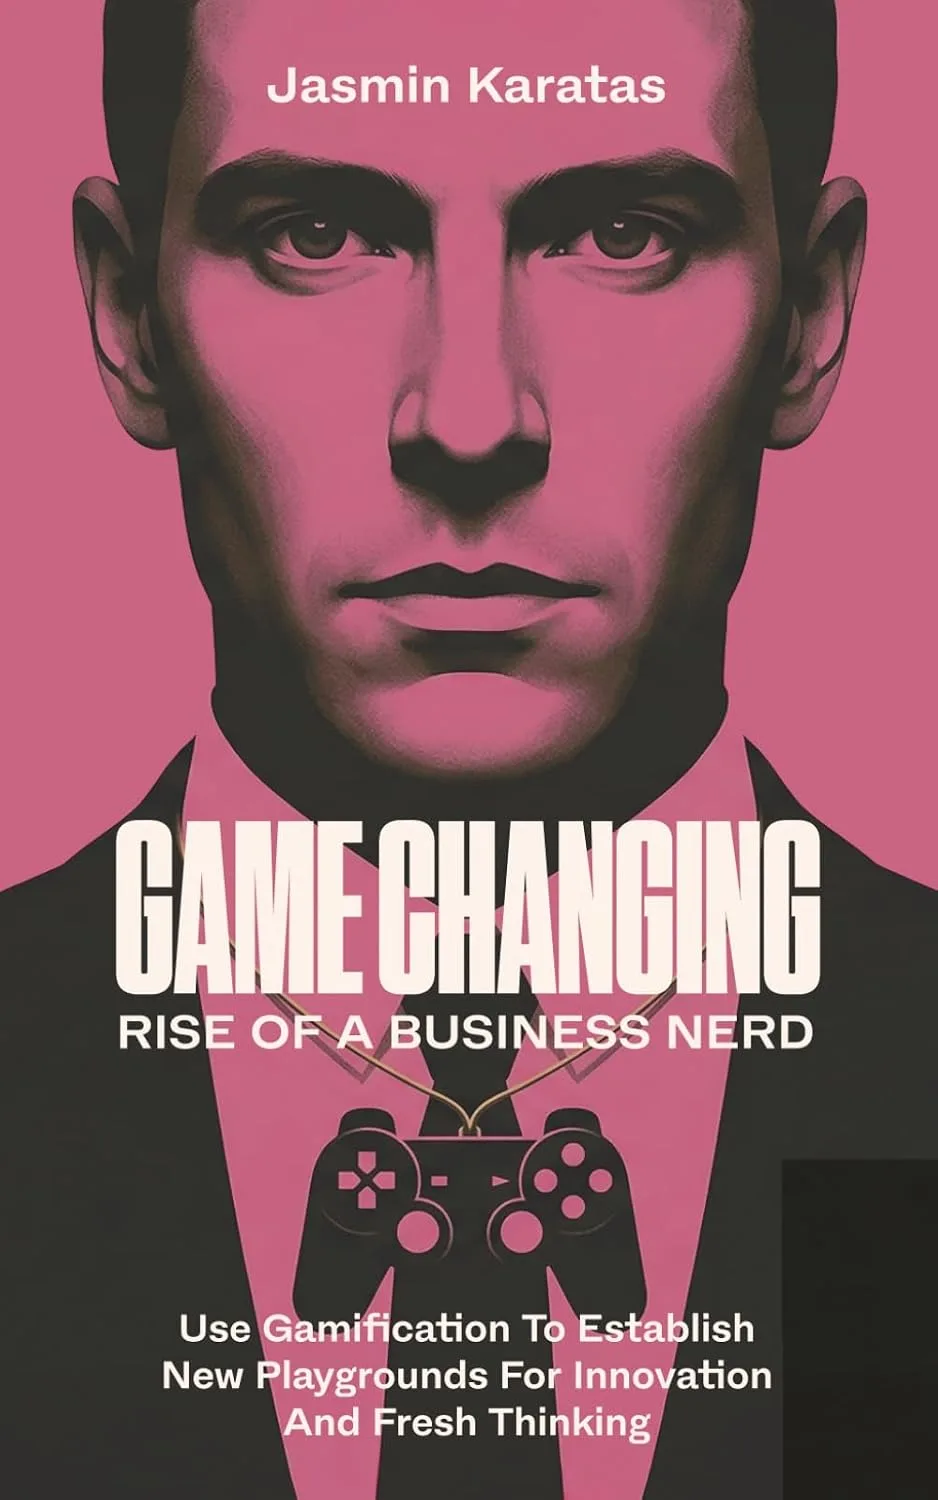 Jasmin Karatas
GAME CHANGING
RISE OF A BUSINESS NERD
Use Gamification To Establish
New Playgrounds For Innovation
And Fresh Thinking